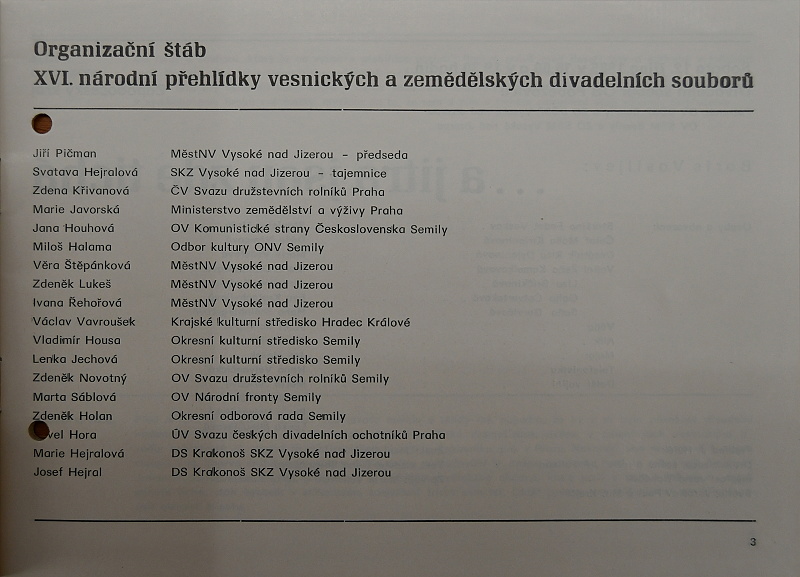 Organizační štáb
XVI. národní přehlídky vesnických a zemědělských divadelních souborů
Jiří Pičman MěstNV Vysoké nad Jizerou – předseda
Svatava Hejralová SKZ Vysoké nad Jizerou – tajemnice
Zdena Křivanová ČV Svazu družstevních rolníků Praha
Marie Javorská Ministerstvo zemědělství a výživy Praha
Jana Houhová OV Komunistické strany Československa Semily
Miloš Halama Odbor kultury ONV Semily
Věra Štěpánková MěstNV Vysoké nad Jizerou
Zdeněk Lukeš MěstNV Vysoké nad Jizerou
Ivana Řehořová MěstNV Vysoké nad Jizerou
Václav Vavroušek Krajské kulturní středisko Hradec Králové
Vladimír Housa Okresní kulturní středisko Semily
Lenka Jechová Okresní kulturní středisko Semily
Zdeněk Novotný OV Svazu družstevních rolníků Semily
Marta Sáblová OV Národní fronty Semily
Zdeněk Holan Okresní odborová rada Semily
Hora ÚV Svazu českých divadelních ochotníků Praha
Marie Hejralová DS Krakonoš SKZ Vysoké nad Jizerou
Josef Hejral DS Krakonoš SKZ Vysoké nad Jizerou
3